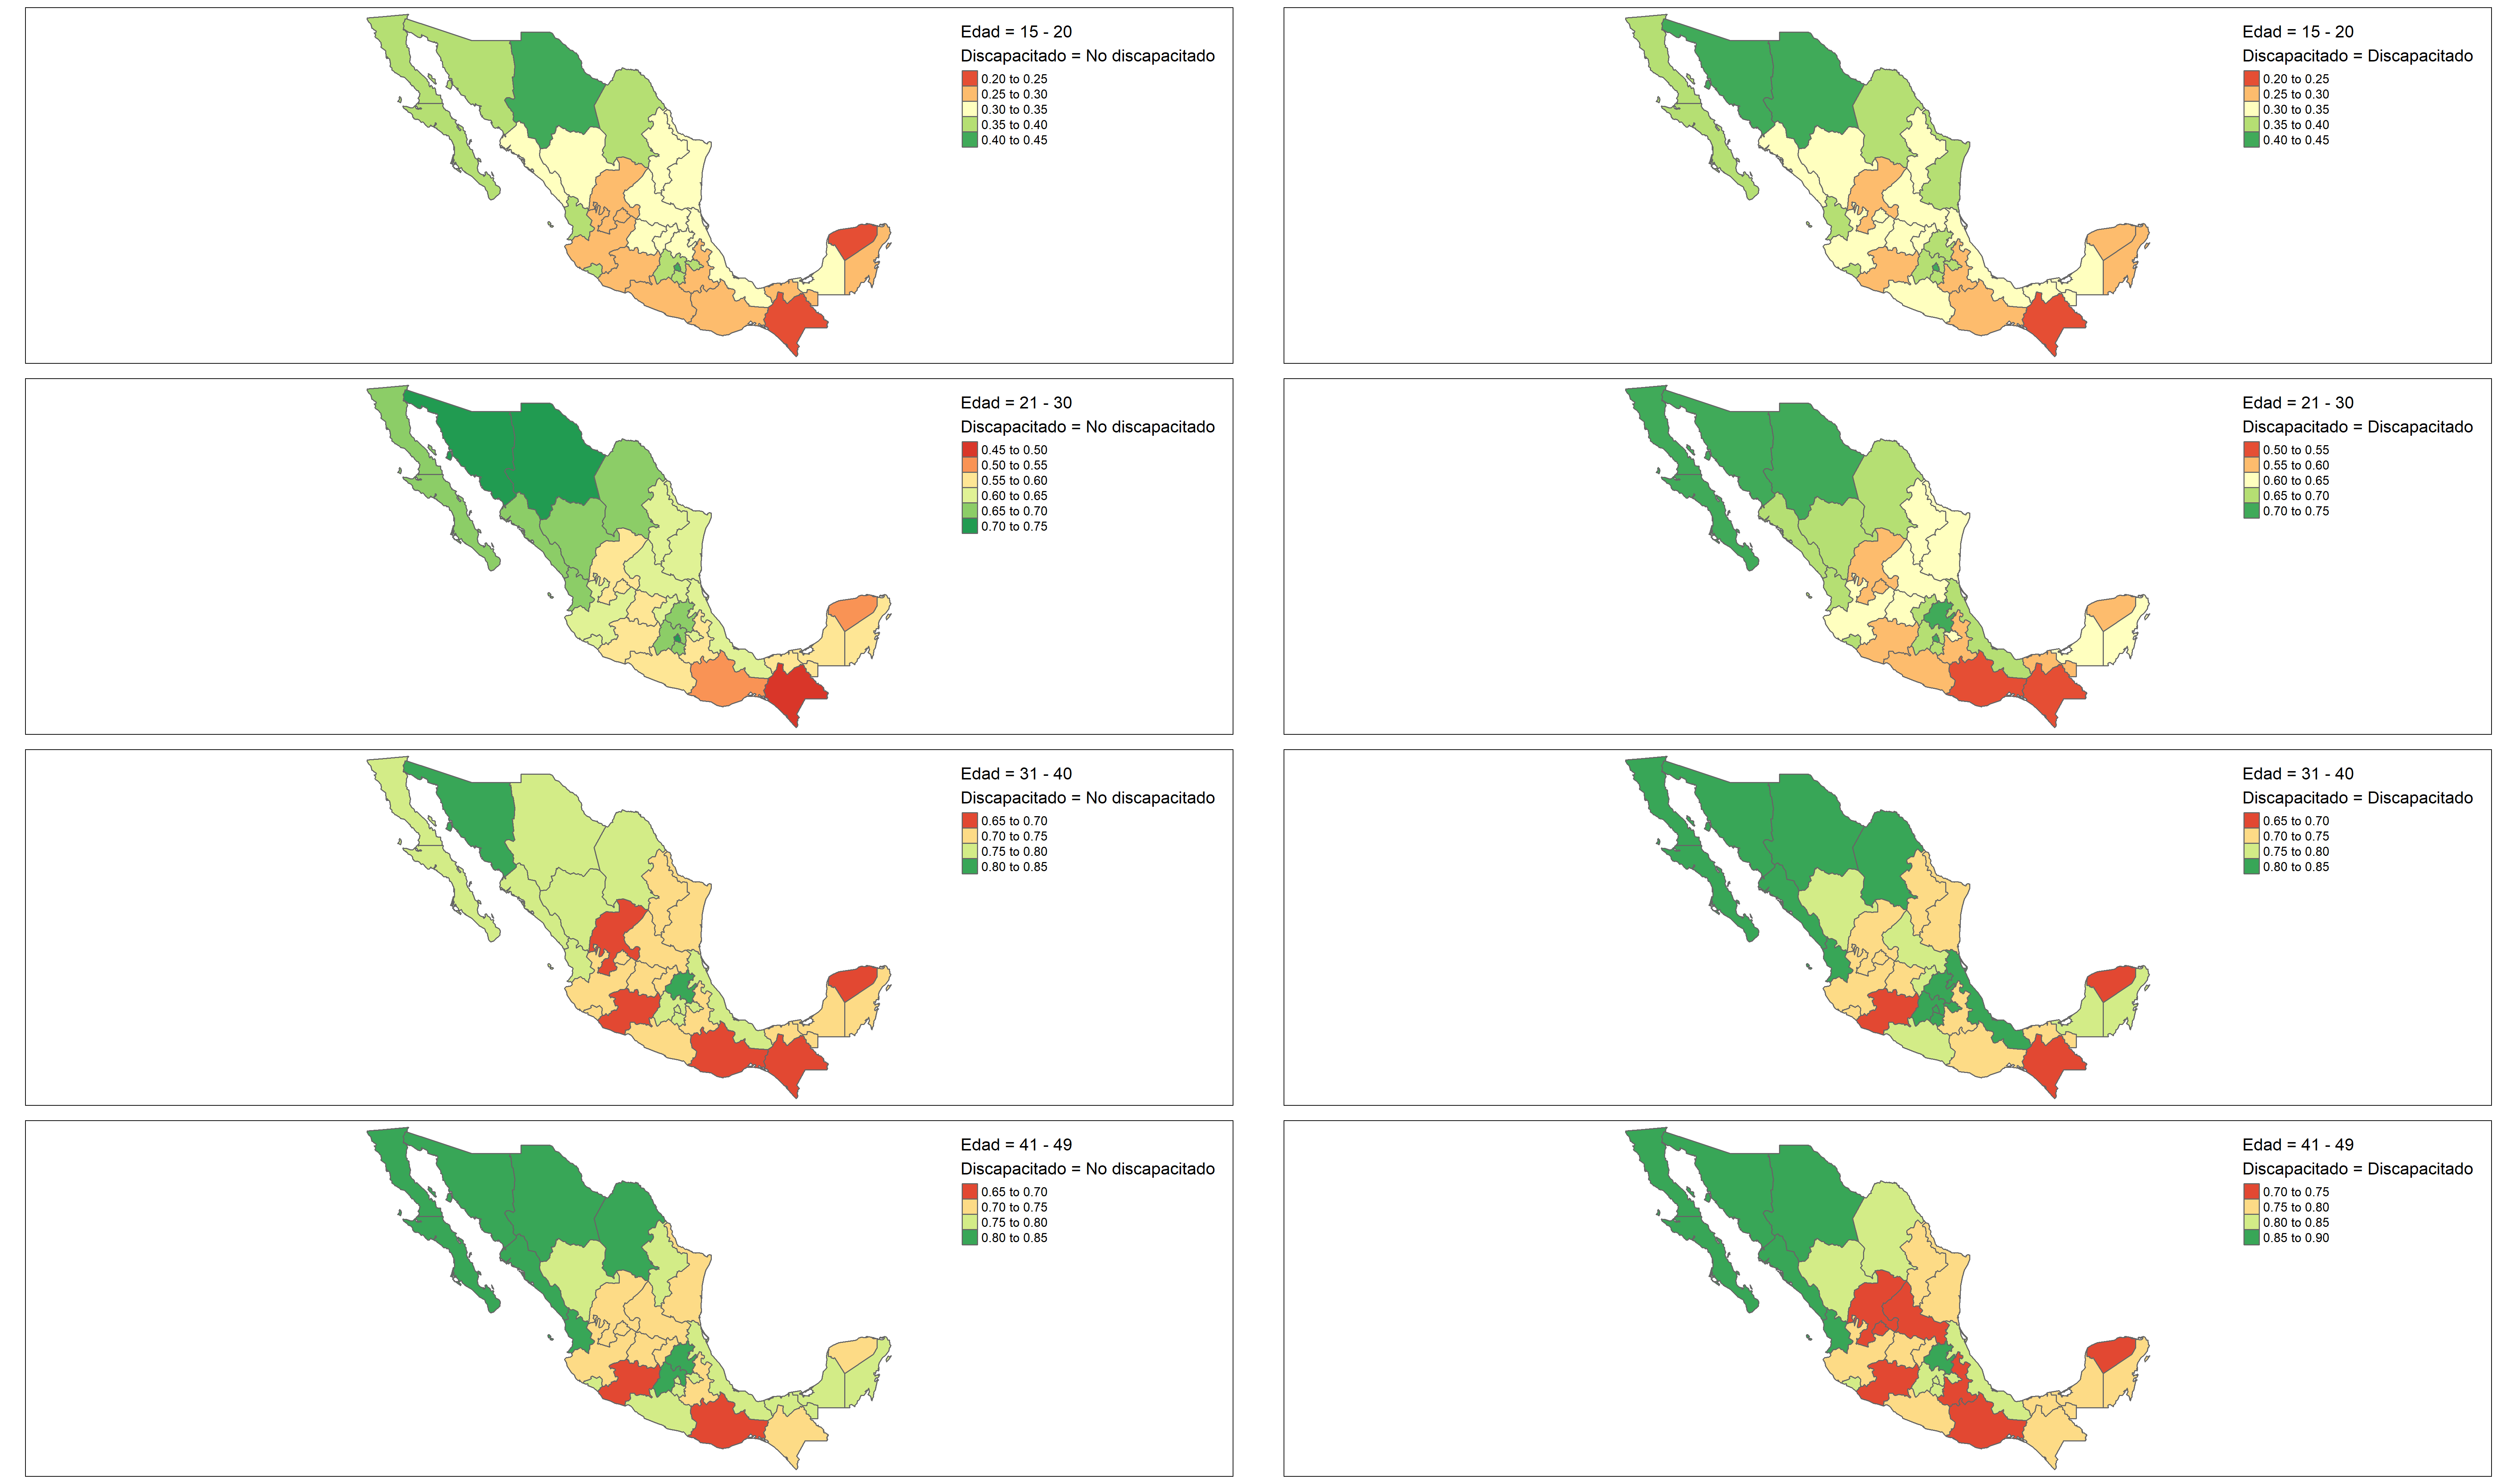 Edad = 15 - 20
Discapacitado = No discapacitado
0.20 to 0.25
0.25 to 0.30
0.30 to 0.35
0.35 to 0.40
0.40 to 0.45
Edad = 15 - 20
Discapacitado = Discapacitado
0.20 to 0.25
0.25 to 0.30
0.30 to 0.35
0.35 to 0.40
0.40 to 0.45
Edad = 21 - 30
Discapacitado = No discapacitado
0.45 to 0.50
0.50 to 0.55
0.55 to 0.60
0.60 to 0.65
0.65 to 0.70
0.70 to 0.75
Edad = 21 - 30
Discapacitado = Discapacitado
0.50 to 0.55
0.55 to 0.60
0.60 to 0.65
0.65 to 0.70
0.70 to 0.75
Edad = 31 - 40
Discapacitado = No discapacitado
0.65 to 0.70
0.70 to 0.75
0.75 to 0.80
0.80 to 0.85
Edad = 31 - 40
Discapacitado = Discapacitado
0.65 to 0.70
0.70 to 0.75
0.75 to 0.80
0.80 to 0.85
Edad = 41 - 49
Discapacitado = No discapacitado
0.65 to 0.70
0.70 to 0.75
0.75 to 0.80
0.80 to 0.85
Edad = 41 - 49
Discapacitado = Discapacitado
0.70 to 0.75
0.75 to 0.80
0.80 to 0.85
0.85 to 0.90